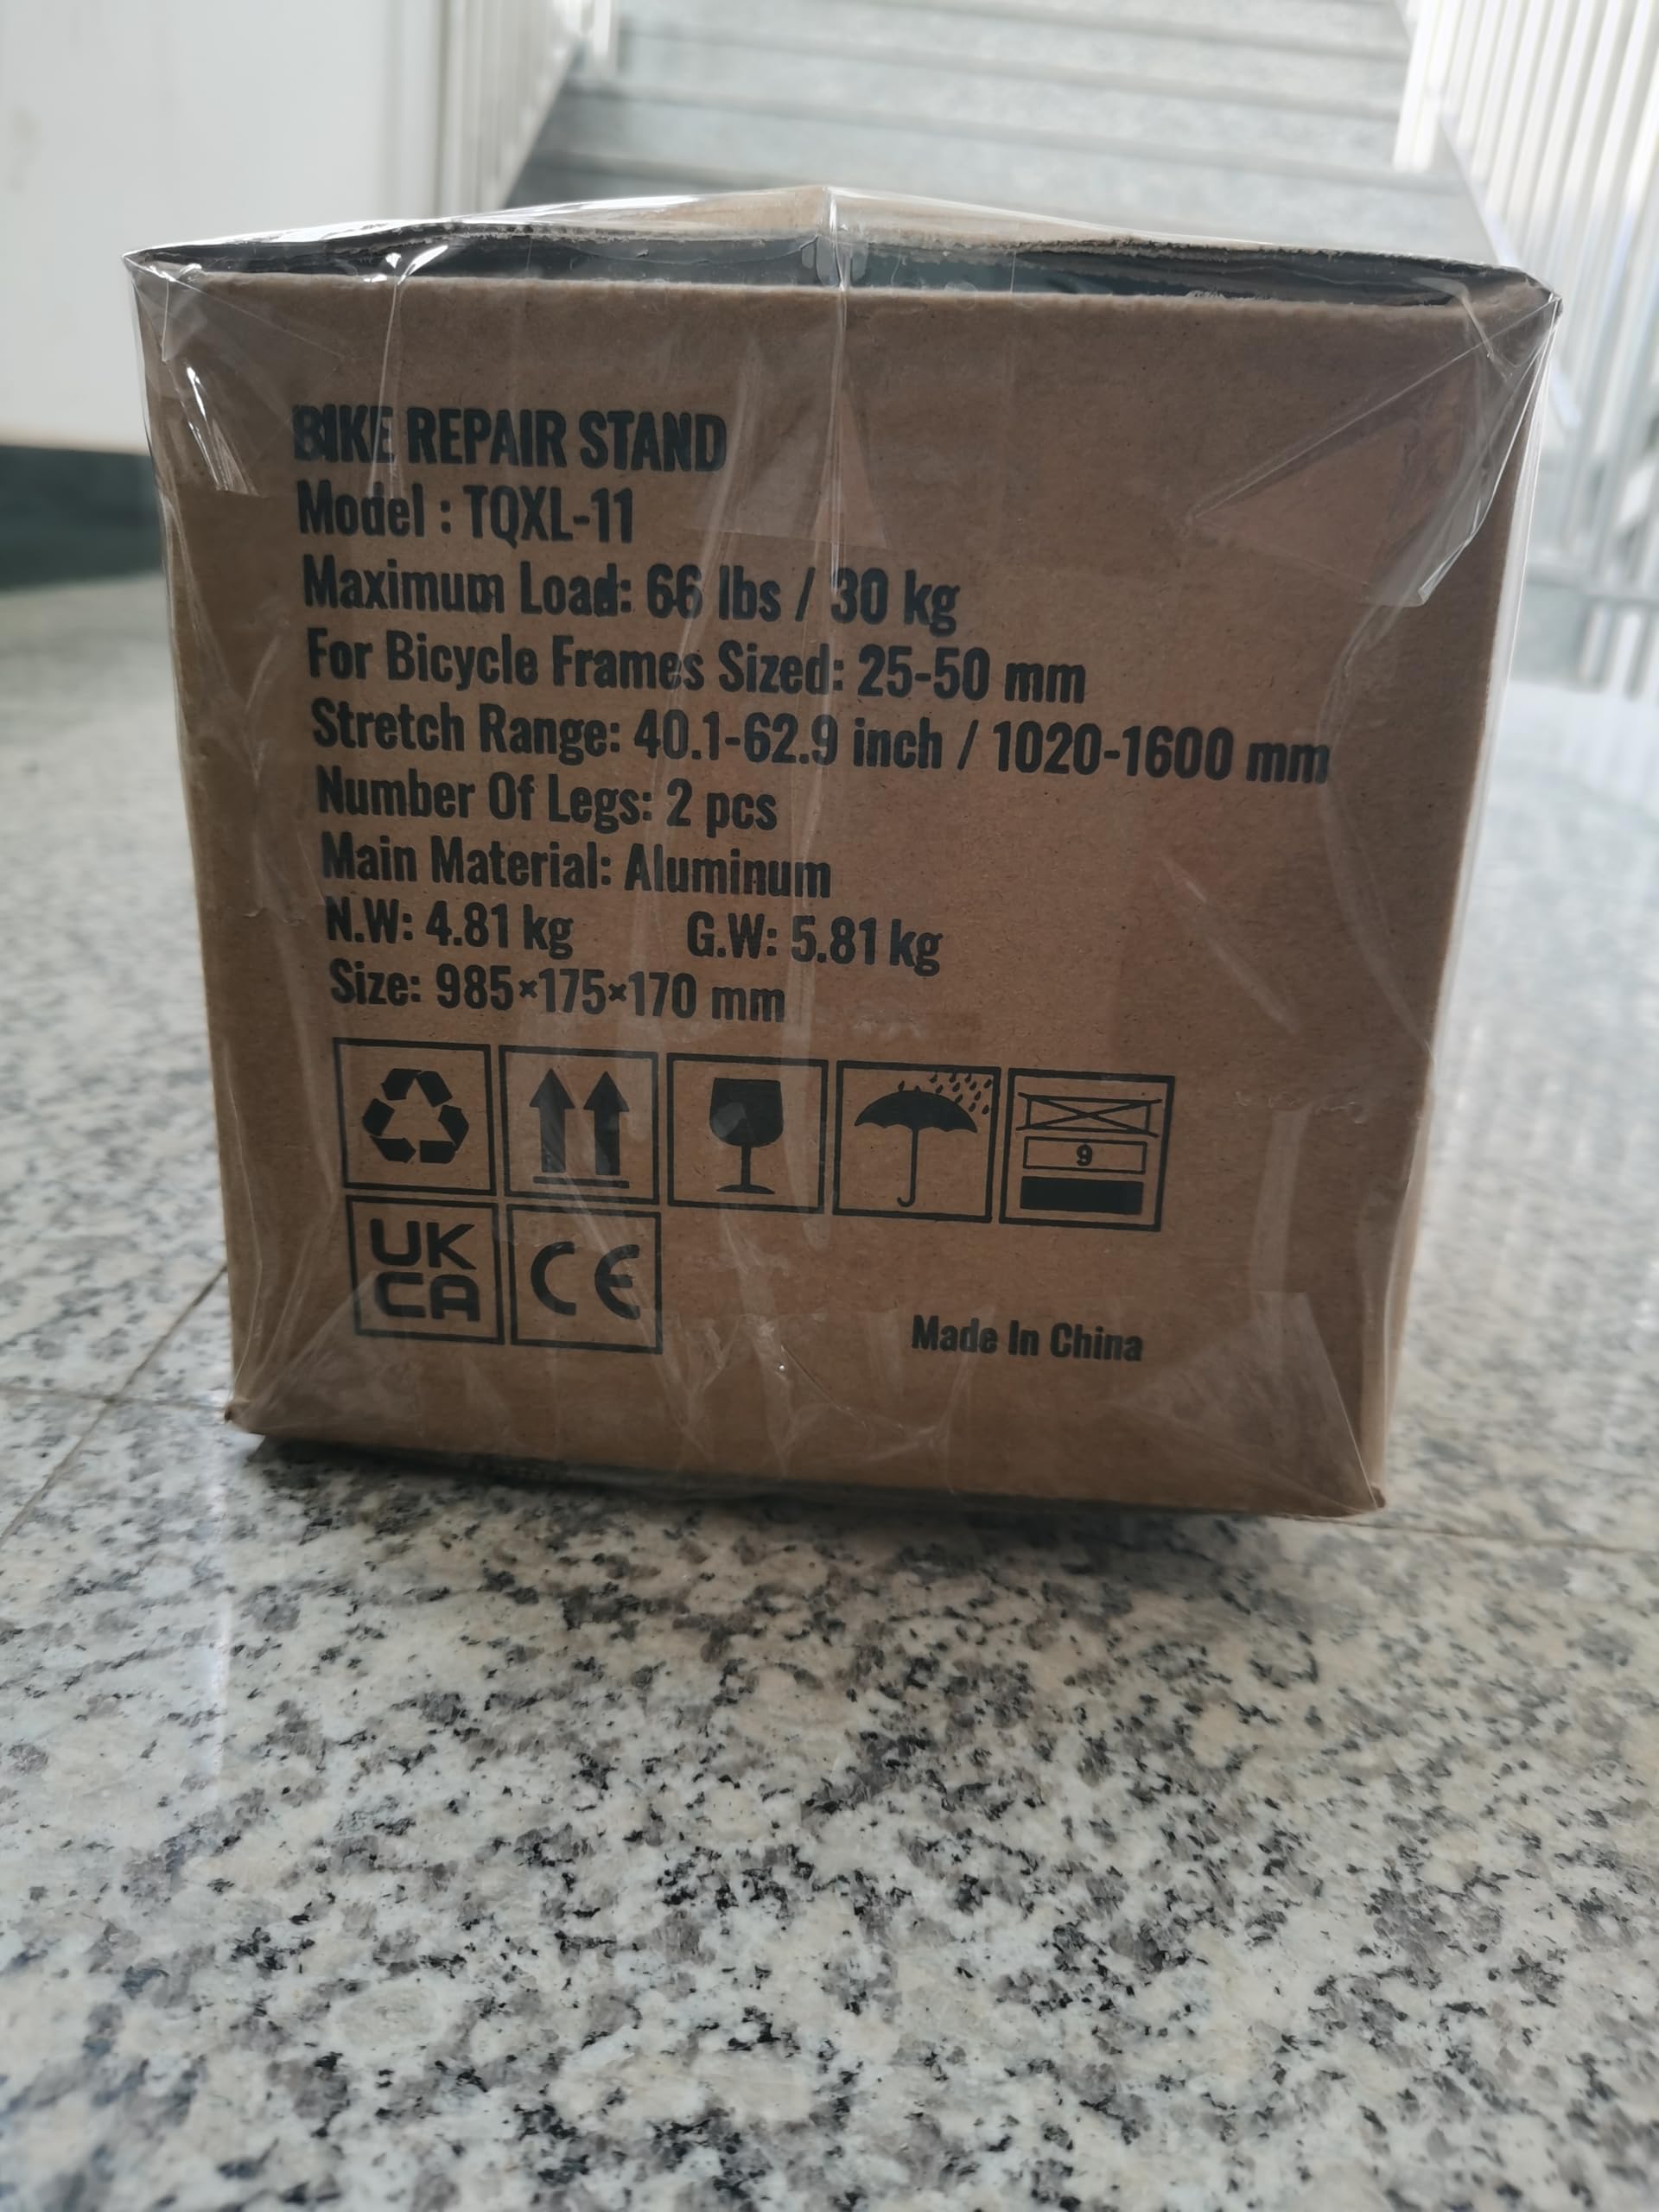 BIKE REPAIR STAND
Model : TQXL-11
Maximum Load: 66 lbs / 30 kg
For Bicycle Frames Sized: 25-50 mm
Stretch Range: 40.1-62.9 inch / 1020-1600 mm
Number Of Legs: 2 pcs
Main Material: Aluminum
N.W: 4.81 kg G.W: 5.81 kg
Size: 985×175×170 mm
9
UK
CA
CE
Made In China